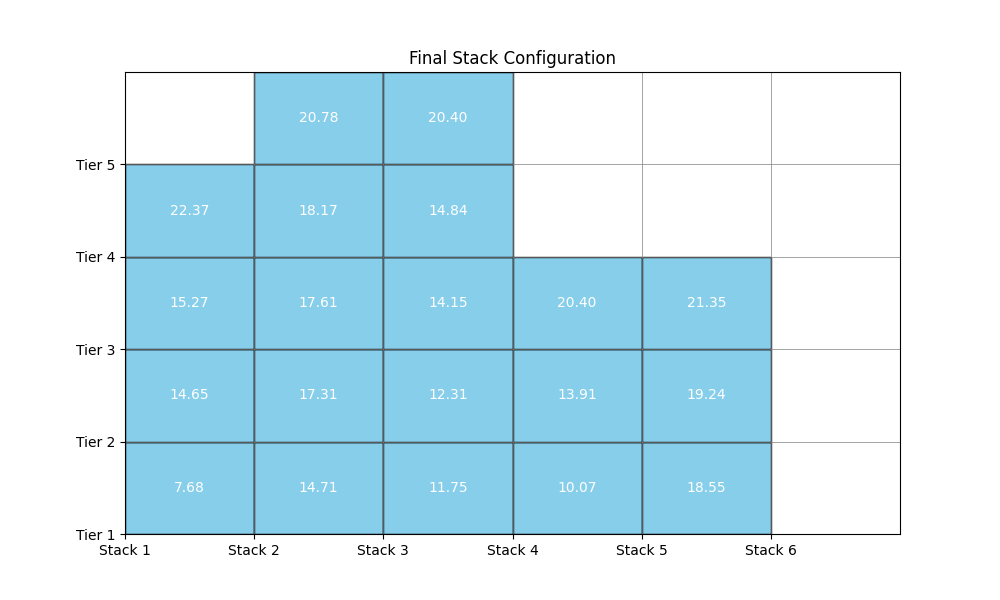 Final Stack Configuration
20.78 20.40
Tier 5
22.37 18.17 14.84
Tier 4
15.27 17.61 14.15 20.40 21.35
Tier 3
14.65 17.31 12.31 13.91 19.24
Tier 2
7.68 14.71 11.75 10.07 18.55
Tier 1
Stack 1 Stack 2 Stack 3 Stack 4 Stack 5 Stack 6